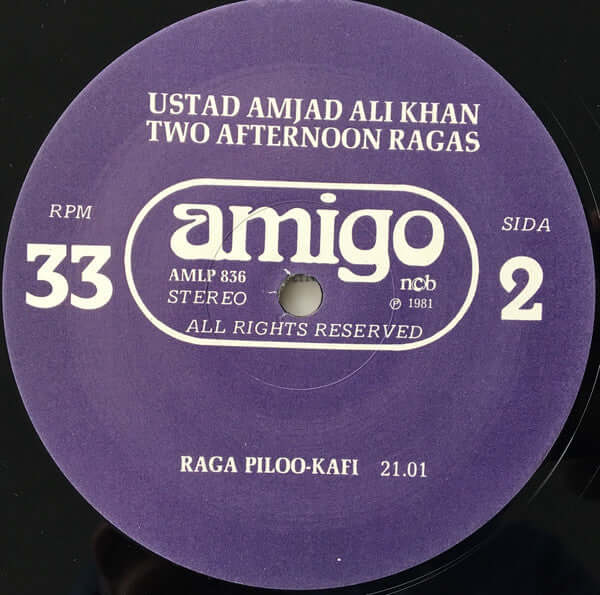 USTAD AMJAD ALI KHAN
TWO AFTERNOON RAGAS
RPM
33
amigo
AMLP 836
STEREO
ncb
℗ 1981
ALL RIGHTS RESERVED
SIDA
2
RAGA PILOO-KAFI 21.01